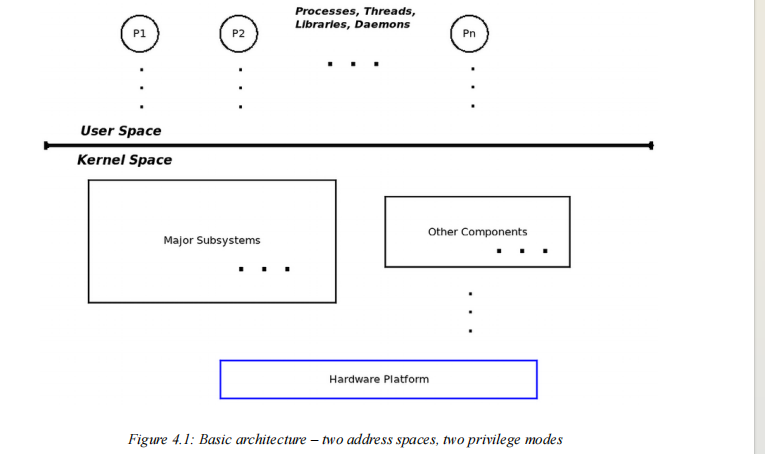 Processes, Threads,
Libraries, Daemons
P1
P2
Pn
User Space
Kernel Space
Major Subsystems
Other Components
Hardware Platform
Figure 4.1: Basic architecture – two address spaces, two privilege modes